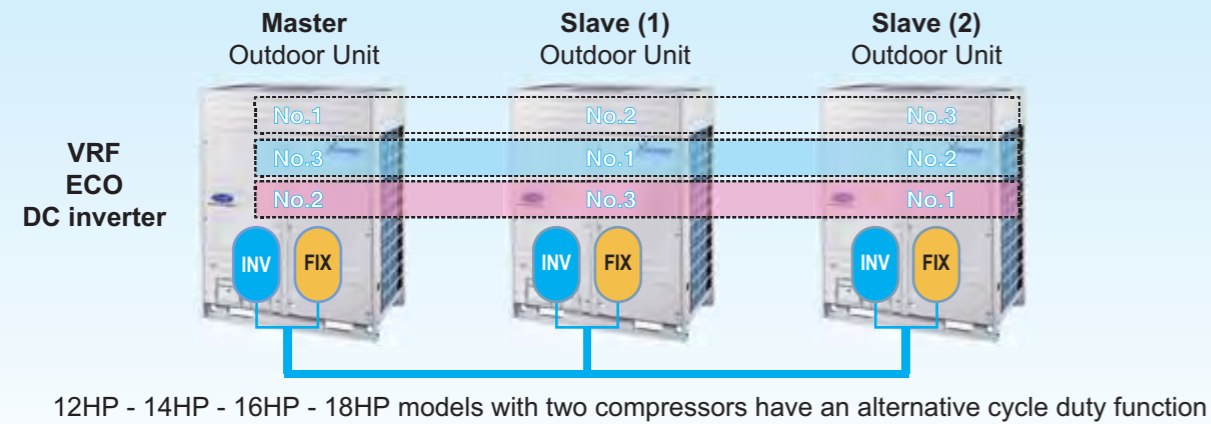 Master
Outdoor Unit
Slave (1)
Outdoor Unit
Slave (2)
Outdoor Unit
VRF
ECO
DC inverter
No.1 No.2 No.3
No.3 No.1 No.2
No.2 No.3 No.1
INV FIX INV FIX INV FIX
12HP - 14HP - 16HP - 18HP models with two compressors have an alternative cycle duty function